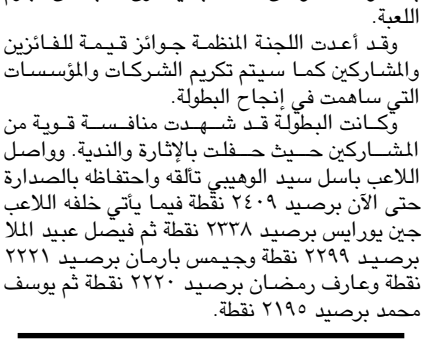 اللعبة.
وقد أعدت اللجنة المنظمة جوائز قيمة للفائزين
والمشاركين كما سيتم تكريم الشركات والمؤسسات
التي ساهمت في إنجاح البطولة.
وكانت البطولة قد شهدت منافسة قوية من
المشاركين حيث حفلت بالإثارة والندية. وواصل
اللاعب باسل سيد الوهيبي تألقه واحتفاظه بالصدارة
حتى الآن برصيد ٢٤٠٩ نقطة فيما يأتي خلفه اللاعب
جين يورايس برصيد ٢٣٣٨ نقطة ثم فيصل عبيد الملا
برصيد ٢٢٩٩ نقطة وجيمس بارمان برصيد ٢٢٢١
نقطة وعارف رمضان برصيد ٢٢٢٠ نقطة ثم يوسف
محمد برصيد ٢١٩٥ نقطة.